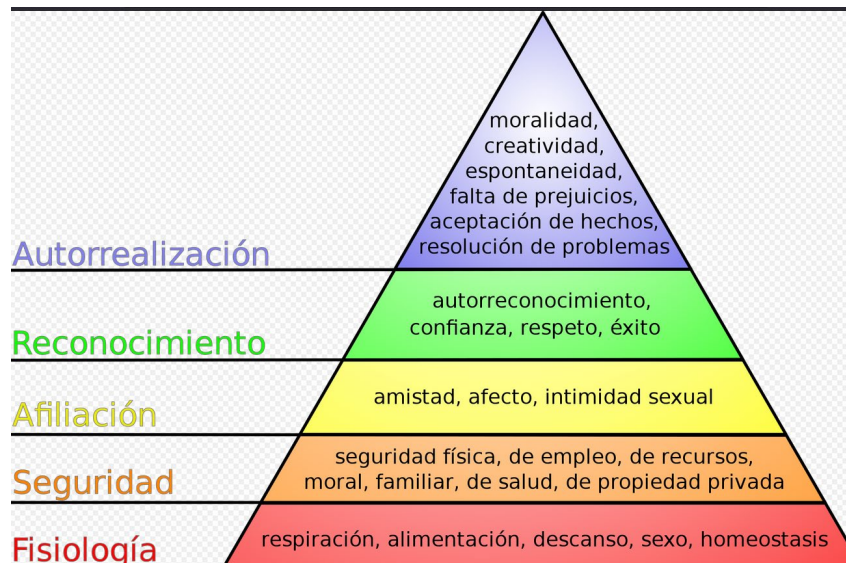 moralidad,
creatividad,
espontaneidad,
falta de prejuicios,
aceptación de hechos,
resolución de problemas
Autorrealización
autorreconocimiento,
confianza, respeto, éxito
Reconocimiento
amistad, afecto, intimidad sexual
Afiliación
seguridad física, de empleo, de recursos,
moral, familiar, de salud, de propiedad privada
Seguridad
respiración, alimentación, descanso, sexo, homeostasis
Fisiología